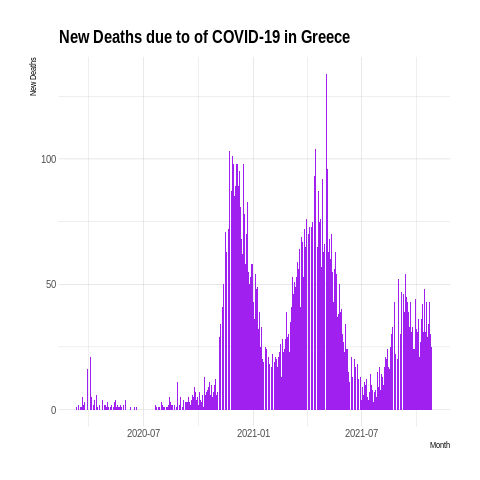 New Deaths due to of COVID-19 in Greece
New Deaths
100
50
0
2020-07 2021-01 2021-07
Month